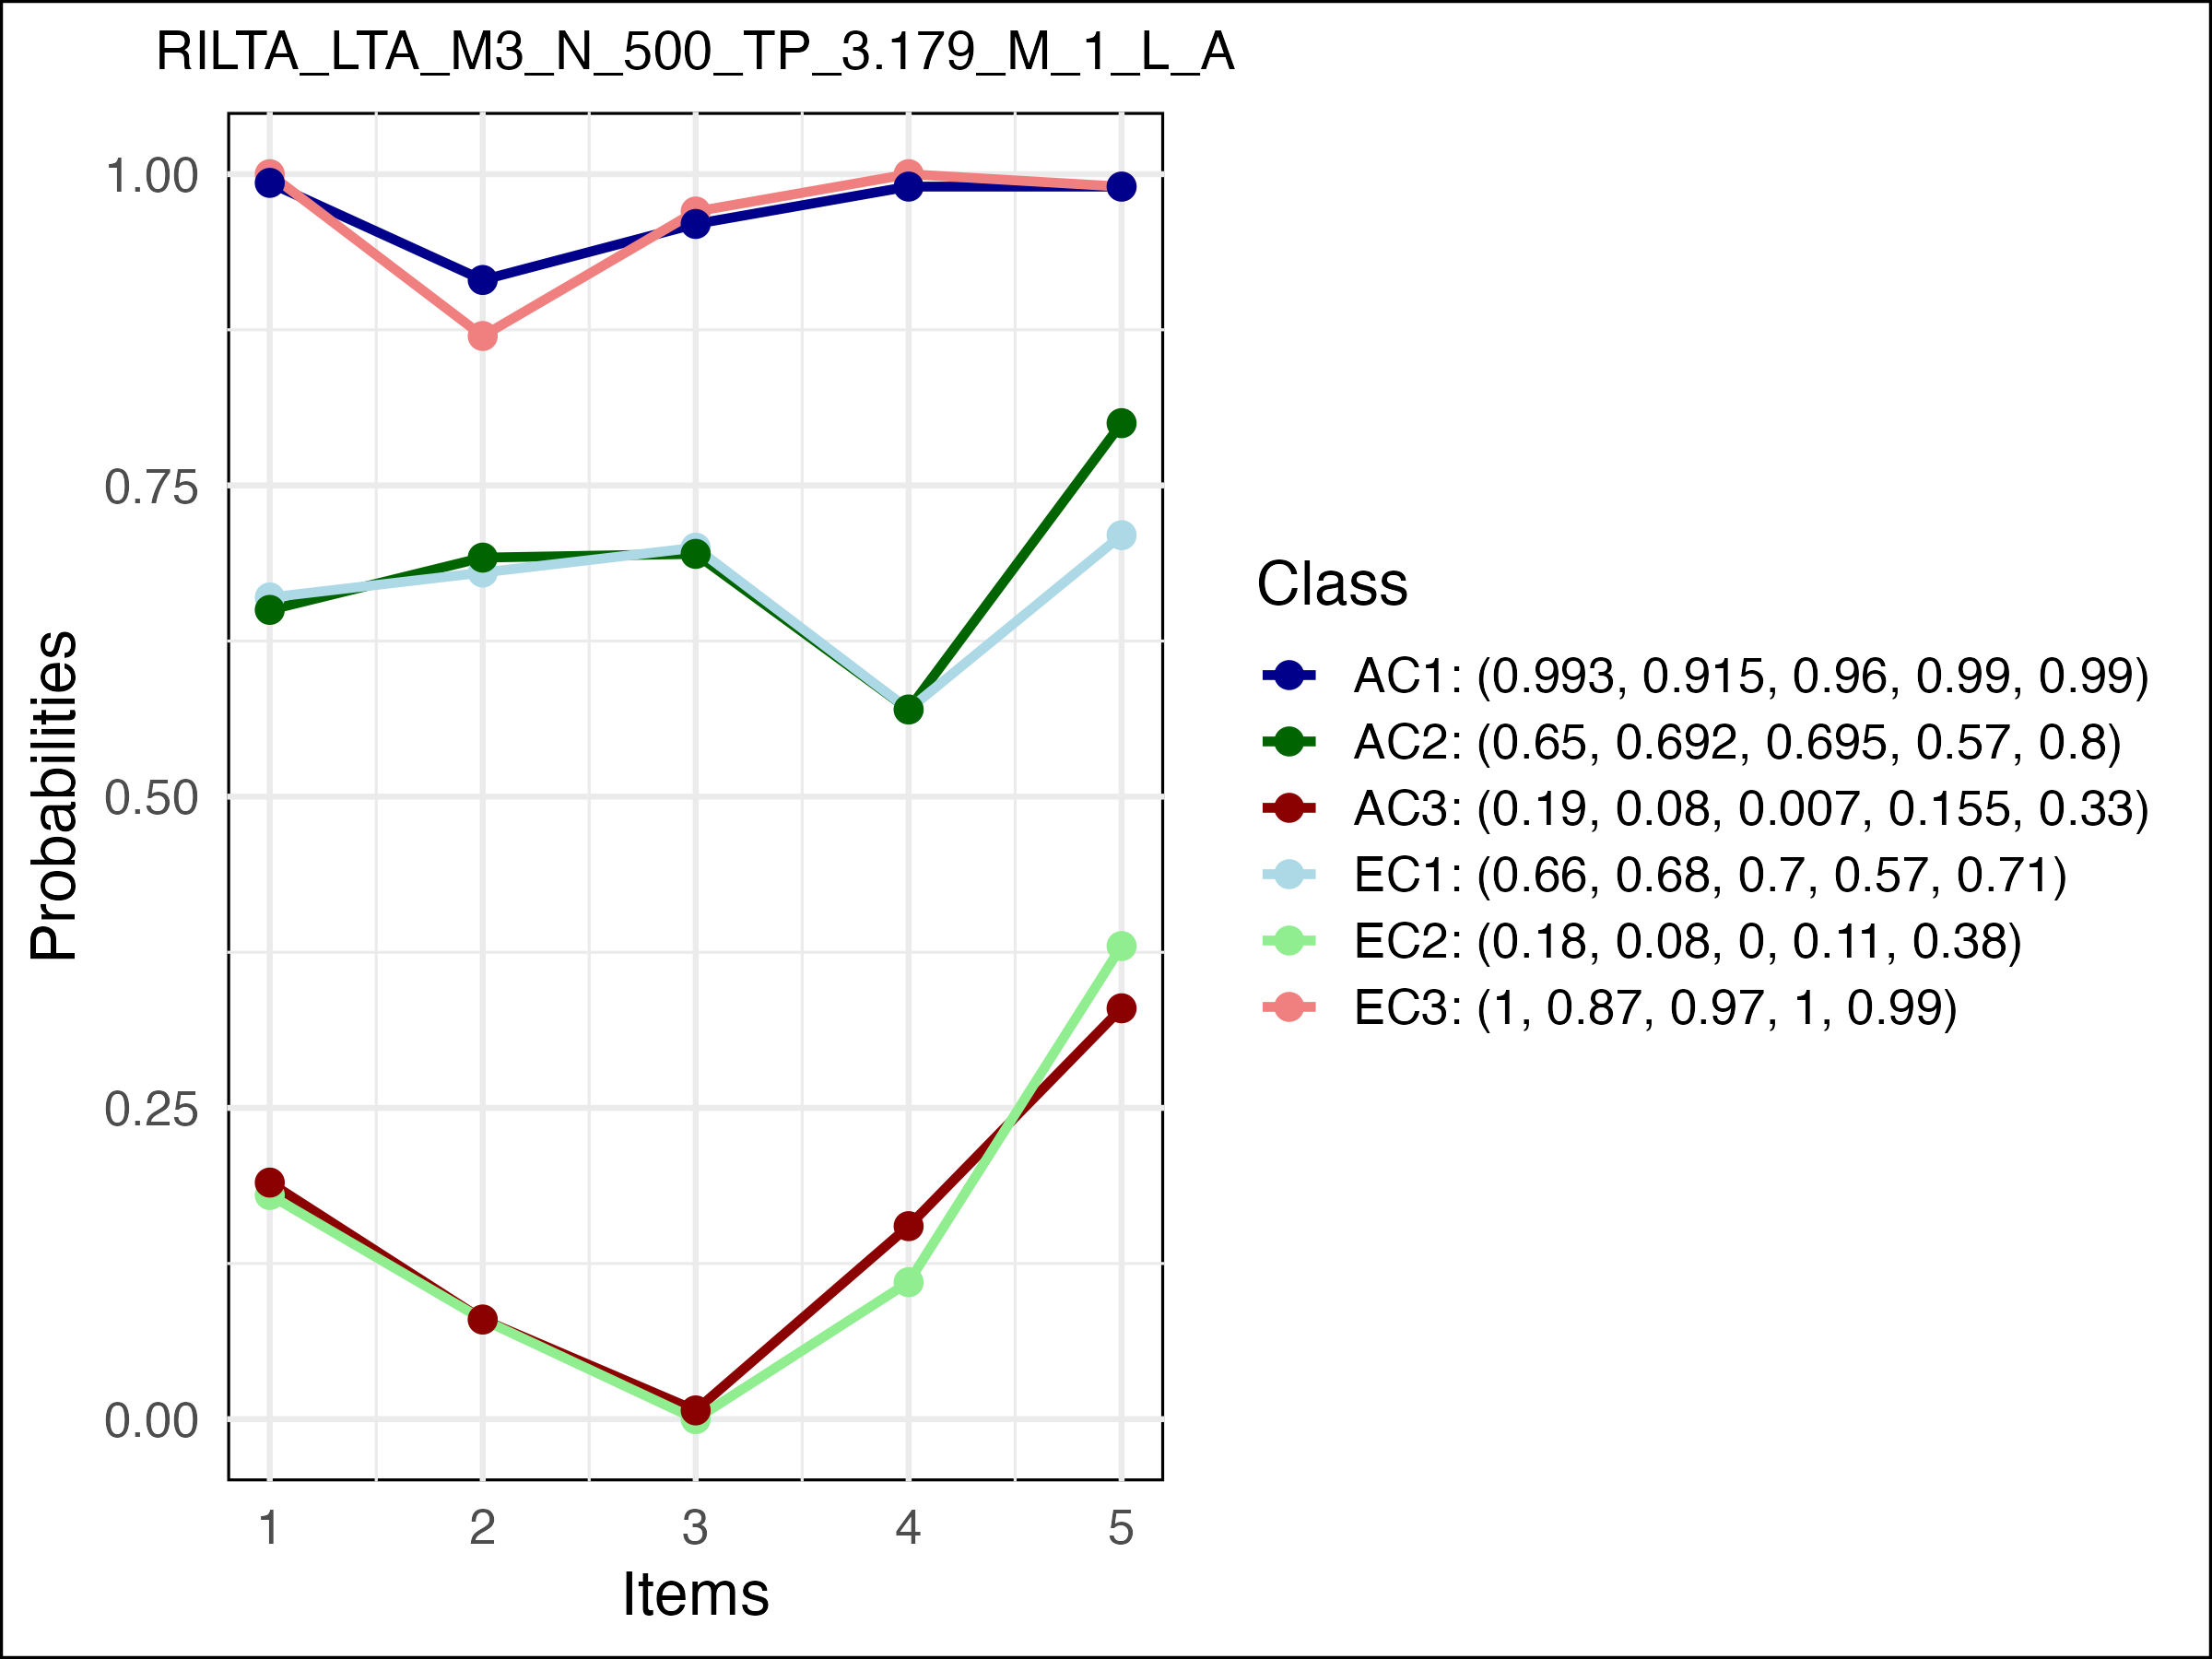 RILTA_LTA_M3_N_500_TP_3.179_M_1_L_A
1.00
0.75
0.50
0.25
0.00
Probabilities
1 2 3 4 5
Items
Class
AC1: (0.993, 0.915, 0.96, 0.99, 0.99)
AC2: (0.65, 0.692, 0.695, 0.57, 0.8)
AC3: (0.19, 0.08, 0.007, 0.155, 0.33)
EC1: (0.66, 0.68, 0.7, 0.57, 0.71)
EC2: (0.18, 0.08, 0, 0.11, 0.38)
EC3: (1, 0.87, 0.97, 1, 0.99)